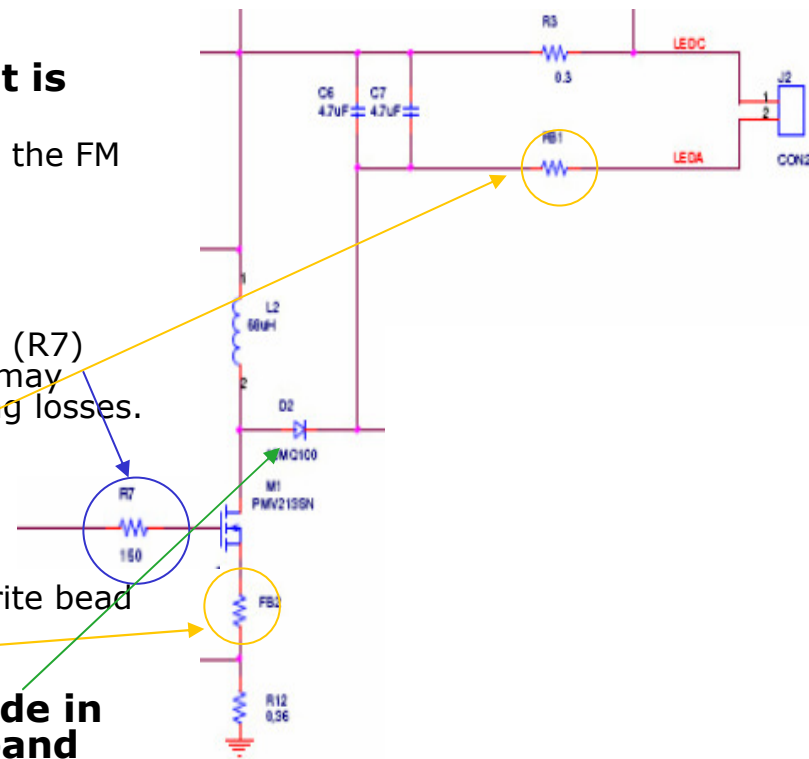 t is
the FM
(R7)
may
g losses.
rite bead
de in
and
R3
LEDC
0.3
J2
1
2
CON2
C6
4.7uF
C7
4.7uF
RB1
LEDA
1
L2
68uH
2
D2
MQ100
M1
PMV213SN
R7
150
FB2
R12
0,36